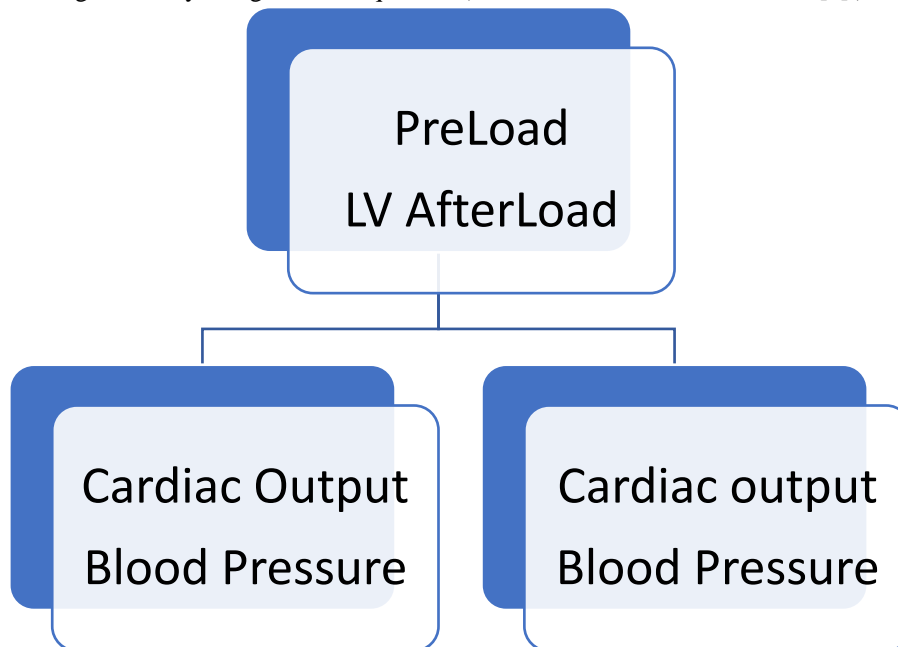 PreLoad
LV AfterLoad
Cardiac Output
Blood Pressure
Cardiac output
Blood Pressure